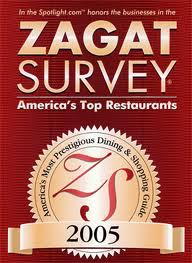 In the Spotlight.com™ honors the businesses in the
ZAGAT
SURVEY®
America's Top Restaurants
America's Most Prestigious Dining & Shopping Guide
ZS
2005